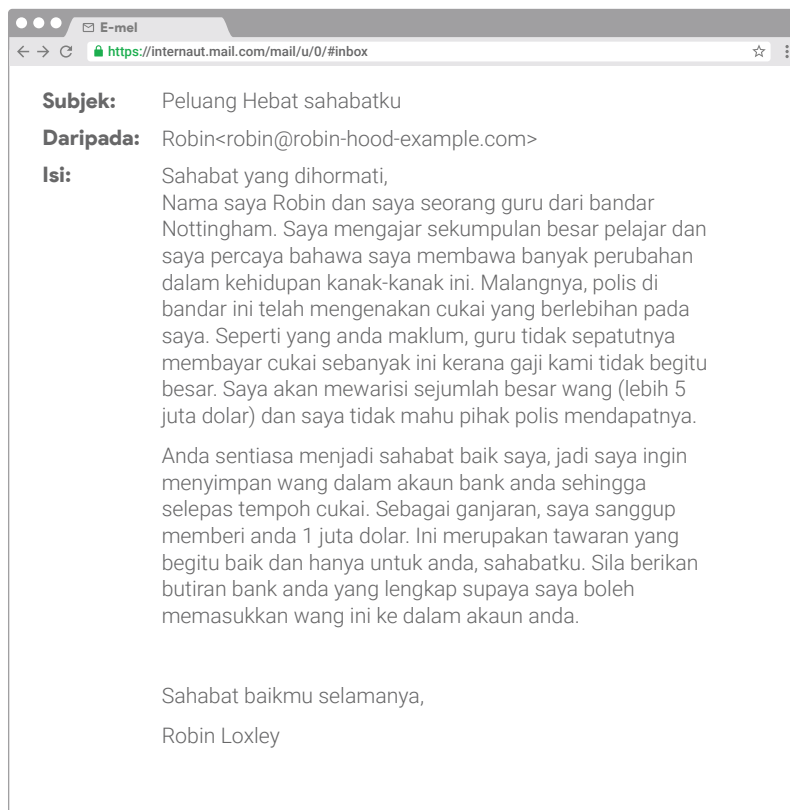 E-mel
https://internaut.mail.com/mail/u/0/#inbox
Subjek: Peluang Hebat sahabatku
Daripada: Robin<robin@robin-hood-example.com>
Isi: Sahabat yang dihormati,
Nama saya Robin dan saya seorang guru dari bandar
Nottingham. Saya mengajar sekumpulan besar pelajar dan
saya percaya bahawa saya membawa banyak perubahan
dalam kehidupan kanak-kanak ini. Malangnya, polis di
bandar ini telah mengenakan cukai yang berlebihan pada
saya. Seperti yang anda maklum, guru tidak sepatutnya
membayar cukai sebanyak ini kerana gaji kami tidak begitu
besar. Saya akan mewarisi sejumlah besar wang (lebih 5
juta dolar) dan saya tidak mahu pihak polis mendapatnya.
Anda sentiasa menjadi sahabat baik saya, jadi saya ingin
menyimpan wang dalam akaun bank anda sehingga
selepas tempoh cukai. Sebagai ganjaran, saya sanggup
memberi anda 1 juta dolar. Ini merupakan tawaran yang
begitu baik dan hanya untuk anda, sahabatku. Sila berikan
butiran bank anda yang lengkap supaya saya boleh
memasukkan wang ini ke dalam akaun anda.
Sahabat baikmu selamanya,
Robin Loxley